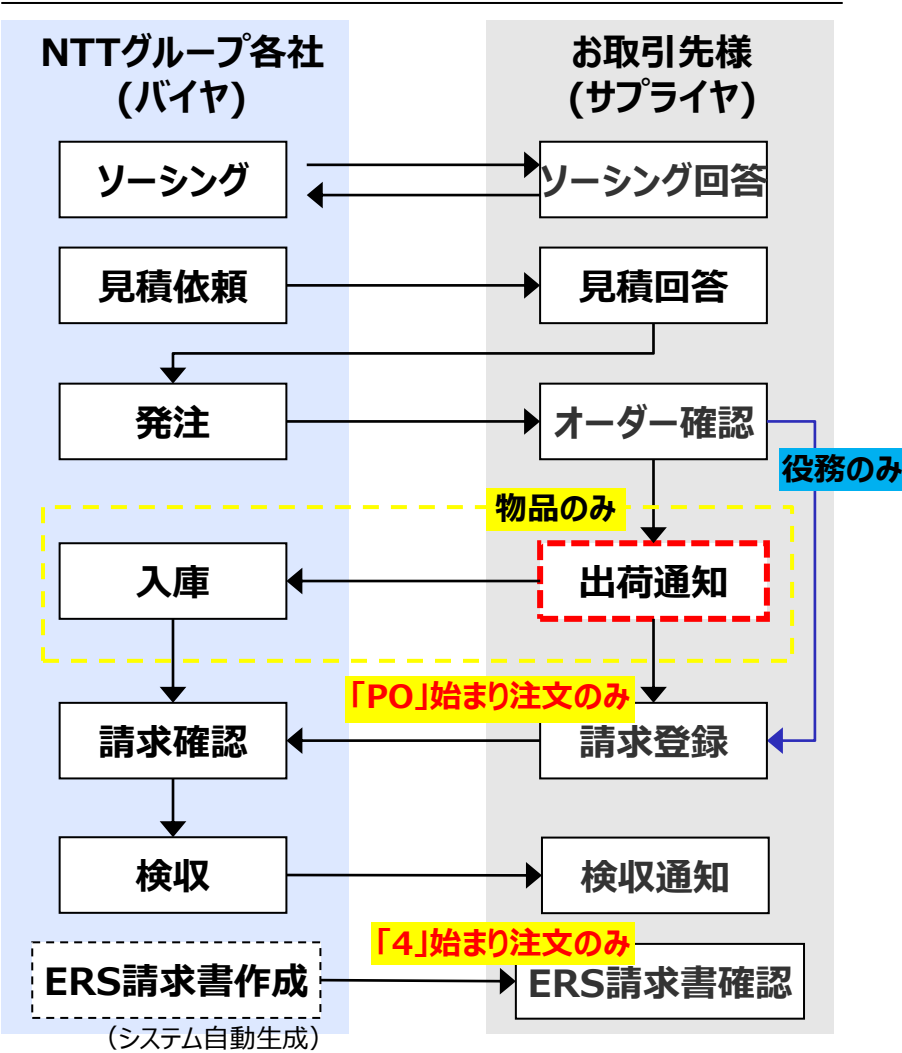 NTTグループ各社
(バイヤ)
お取引先様
(サプライヤ)
ソーシング
ソーシング回答
見積依頼
見積回答
発注
オーダー確認
役務のみ
物品のみ
入庫
出荷通知
「PO」始まり注文のみ
請求確認
請求登録
検収
検収通知
「4」始まり注文のみ
ERS請求書作成
ERS請求書確認
（システム自動生成）